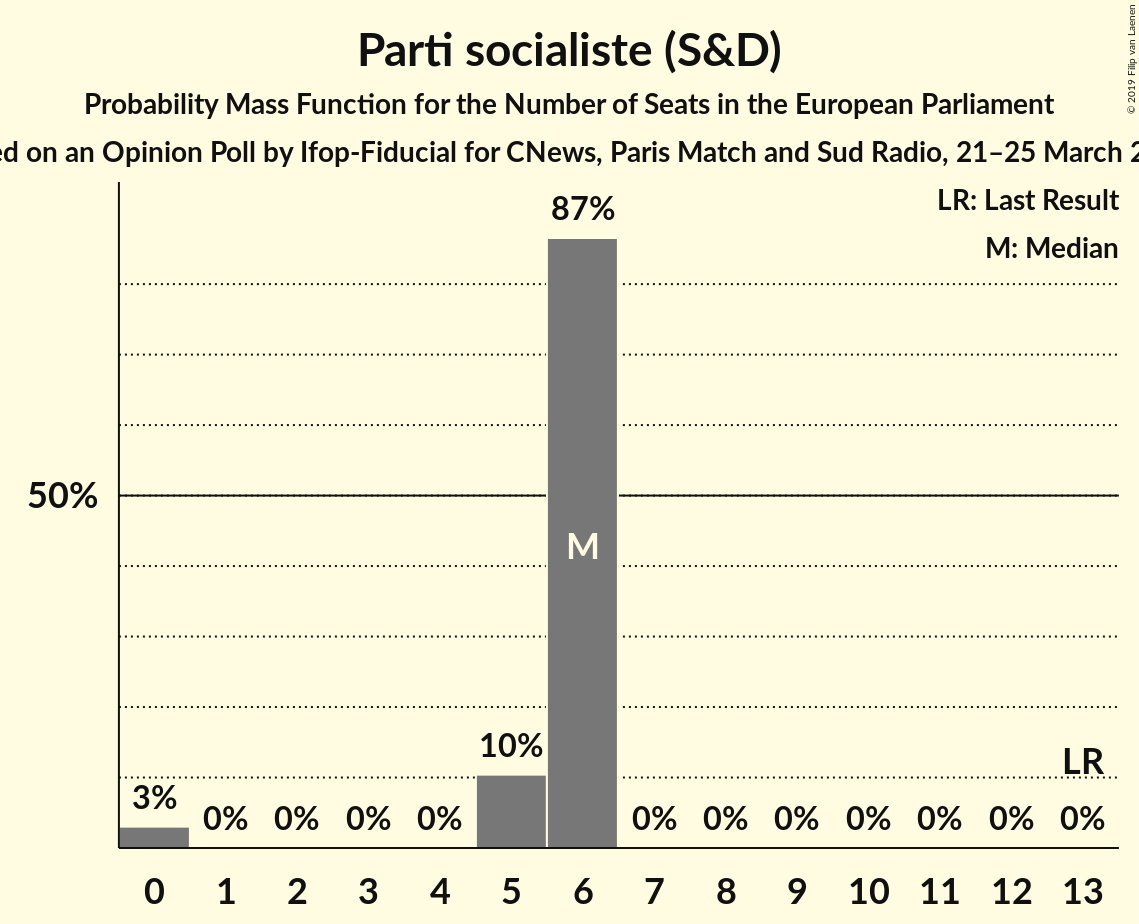 Parti socialiste (S&D)
Probability Mass Function for the Number of Seats in the European Parliament
on an Opinion Poll by Ifop-Fiducial for CNews, Paris Match and Sud Radio, 21–25 March
© 2019 Filip van Laenen
LR: Last Result
M: Median
87%
50%
M
10%
LR
3%
0% 0% 0% 0% 0% 0% 0% 0% 0% 0% 0%
0 1 2 3 4 5 6 7 8 9 10 11 12 13